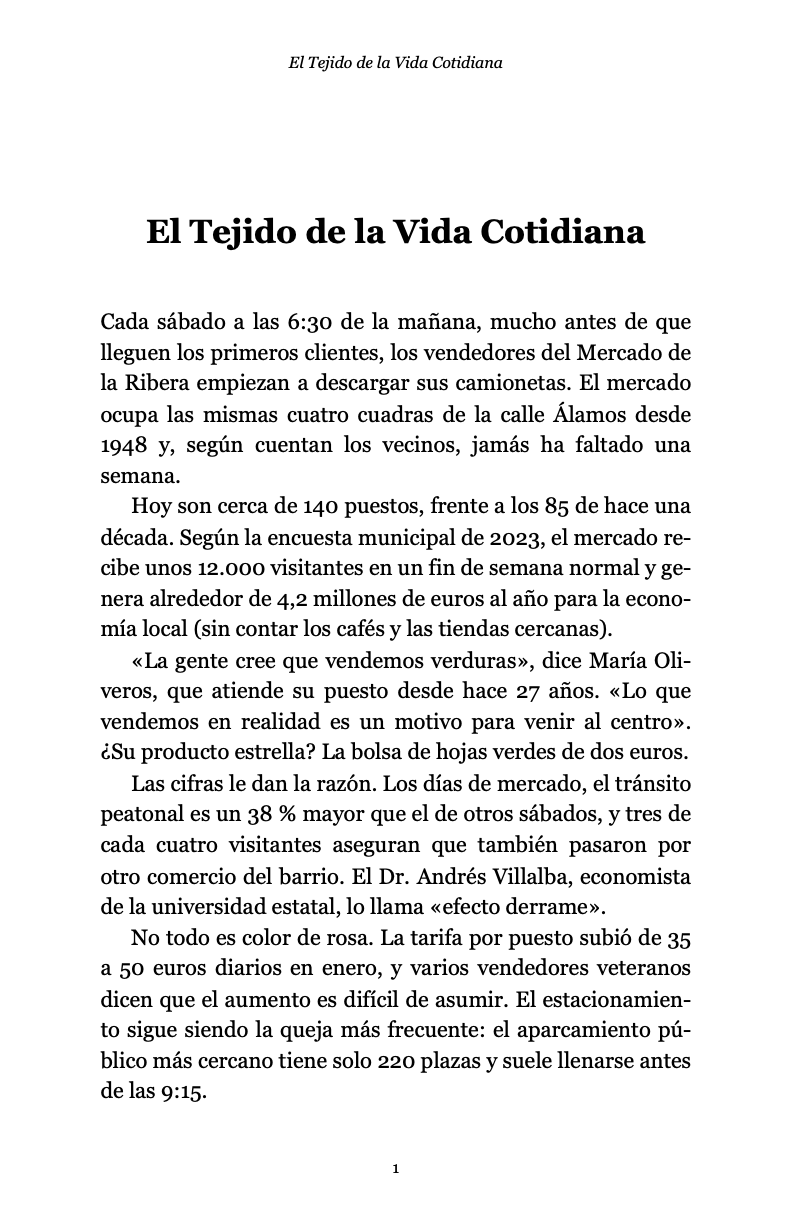 El Tejido de la Vida Cotidiana
El Tejido de la Vida Cotidiana
Cada sábado a las 6:30 de la mañana, mucho antes de que
lleguen los primeros clientes, los vendedores del Mercado de
la Ribera empiezan a descargar sus camionetas. El mercado
ocupa las mismas cuatro cuadras de la calle Álamos desde
1948 y, según cuentan los vecinos, jamás ha faltado una
semana.
Hoy son cerca de 140 puestos, frente a los 85 de hace una
década. Según la encuesta municipal de 2023, el mercado re-
cibe unos 12.000 visitantes en un fin de semana normal y ge-
nera alrededor de 4,2 millones de euros al año para la econo-
mía local (sin contar los cafés y las tiendas cercanas).
«La gente cree que vendemos verduras», dice María Oli-
veros, que atiende su puesto desde hace 27 años. «Lo que
vendemos en realidad es un motivo para venir al centro».
¿Su producto estrella? La bolsa de hojas verdes de dos euros.
Las cifras le dan la razón. Los días de mercado, el tránsito
peatonal es un 38 % mayor que el de otros sábados, y tres de
cada cuatro visitantes aseguran que también pasaron por
otro comercio del barrio. El Dr. Andrés Villalba, economista
de la universidad estatal, lo llama «efecto derrame».
No todo es color de rosa. La tarifa por puesto subió de 35
a 50 euros diarios en enero, y varios vendedores veteranos
dicen que el aumento es difícil de asumir. El estacionamien-
to sigue siendo la queja más frecuente: el aparcamiento pú-
blico más cercano tiene solo 220 plazas y suele llenarse antes
de las 9:15.
1